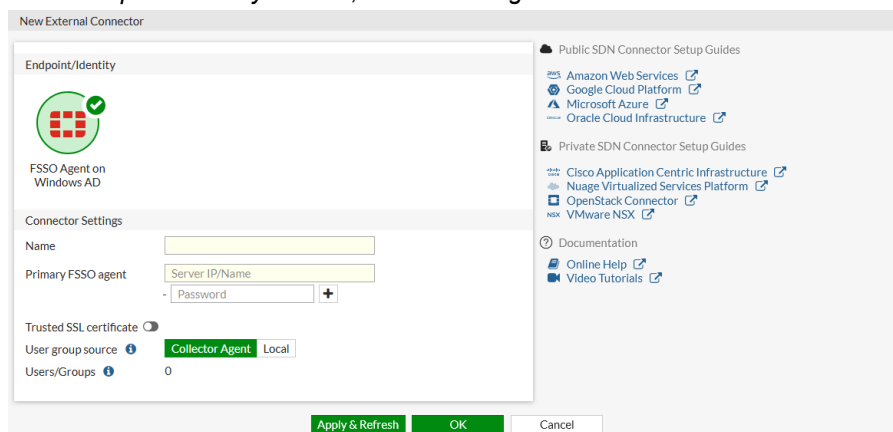 New External Connector
Endpoint/Identity
FSSO Agent on
Windows AD
Connector Settings
Name
Primary FSSO agent
Server IP/Name
- Password
Trusted SSL certificate
User group source
Collector Agent
Local
Users/Groups
0
Public SDN Connector Setup Guides
aws Amazon Web Services
Google Cloud Platform
Microsoft Azure
Oracle Cloud Infrastructure
Private SDN Connector Setup Guides
Cisco Application Centric Infrastructure
Nuage Virtualized Services Platform
OpenStack Connector
NSX VMware NSX
Documentation
Online Help
Video Tutorials
Apply & Refresh
OK
Cancel